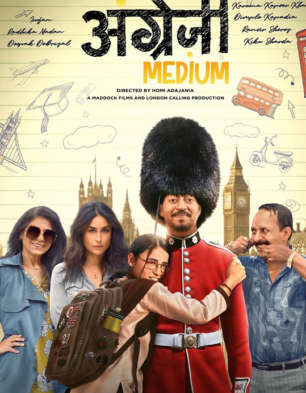 Irrfan
Radhika Madan
Deepak Dobriyal
Kareena Kapoor Khan
Dimple Kapadia
Ranvir Shorey
Kiku Sharda
अंग्रेज़ी
MEDIUM
DIRECTED BY HOMI ADAJANIA
A MADDOCK FILMS AND LONDON CALLING PRODUCTION